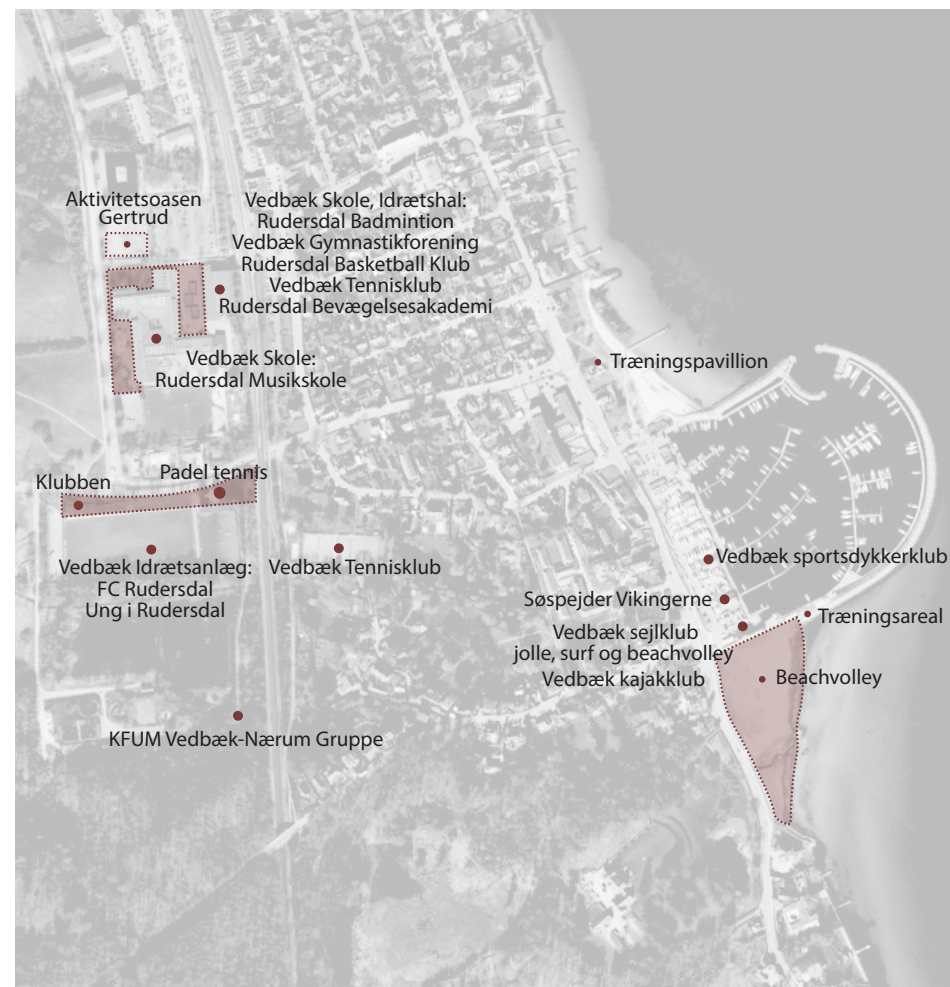 Aktivitetsoasen
Gertrud
Vedbæk Skole, Idrætshal:
Rudersdal Badmintion
Vedbæk Gymnastikforening
Rudersdal Basketball Klub
Vedbæk Tennisklub
Rudersdal Bevægelsesakademi
Vedbæk Skole:
Rudersdal Musikskole
Træningspavillion
Klubben
Padel tennis
Vedbæk Idrætsanlæg:
FC Rudersdal
Ung i Rudersdal
Vedbæk Tennisklub
Vedbæk sportsdykkerklub
Søspejder Vikingerne
Træningsareal
Vedbæk sejlklub
jolle, surf og beachvolley
Vedbæk kajakklub
Beachvolley
KFUM Vedbæk-Nærum Gruppe